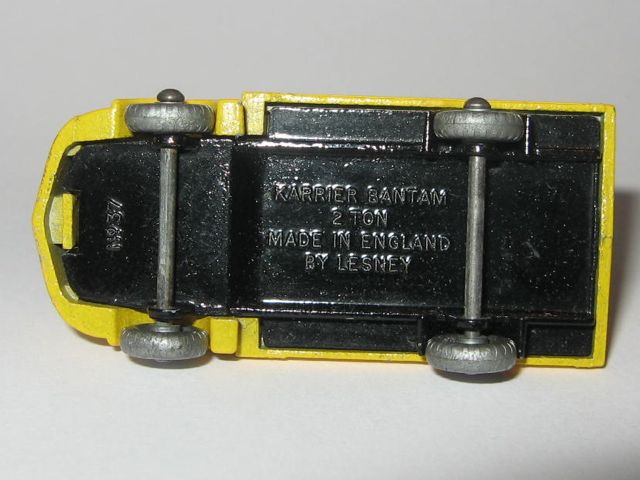 No37
KARRIER BANTAM
2 TON
MADE IN ENGLAND
BY LESNEY